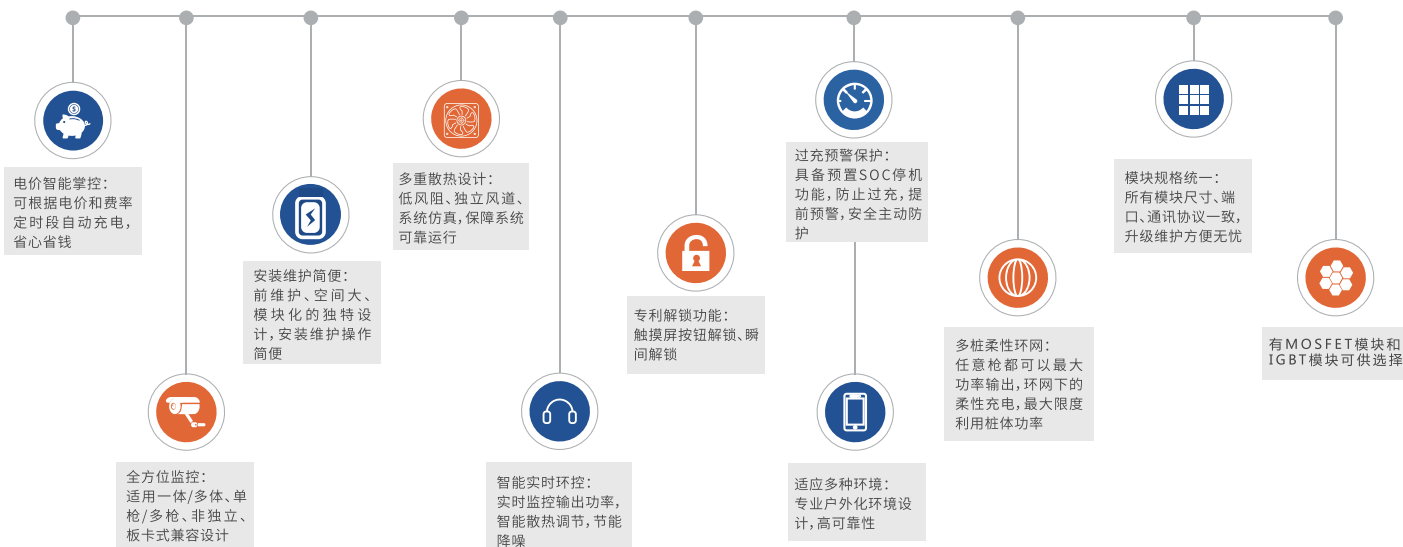 电价智能掌控：
可根据电价和费率
定时段自动充电，
省心省钱
全方位监控：
适用一体/多体、单
枪/多枪、非独立、
板卡式兼容设计
安装维护简便：
前维护、空间大、
模块化的独特设
计，安装维护操作
简便
多重散热设计：
低风阻、独立风道、
系统仿真，保障系统
可靠运行
智能实时环控：
实时监控输出功率，
智能散热调节，节能
降噪
专利解锁功能：
触摸屏按钮解锁、瞬
间解锁
过充预警保护：
具备预置SOC停机
功能，防止过充，提
前预警，安全主动防
护
适应多种环境：
专业户外化环境设
计，高可靠性
多桩柔性环网：
任意枪都可以最大
功率输出，环网下的
柔性充电，最大限度
利用桩体功率
模块规格统一：
所有模块尺寸、端
口、通讯协议一致，
升级维护方便无忧
有MOSFET模块和
IGBT模块可供选择